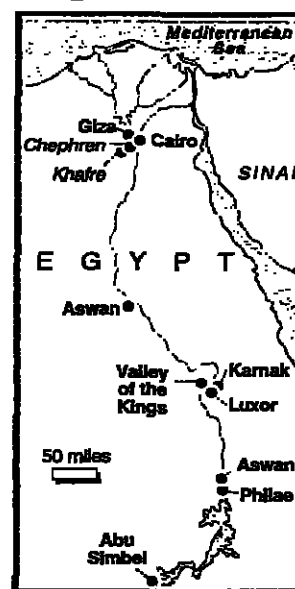 Mediterranean
Sea
Giza
Chephren
Cairo
Khafre
SINAI
EGYPT
Aswan
Valley
of the
Kings
Karnak
Luxor
50 miles
Aswan
Philae
Abu
Simbel